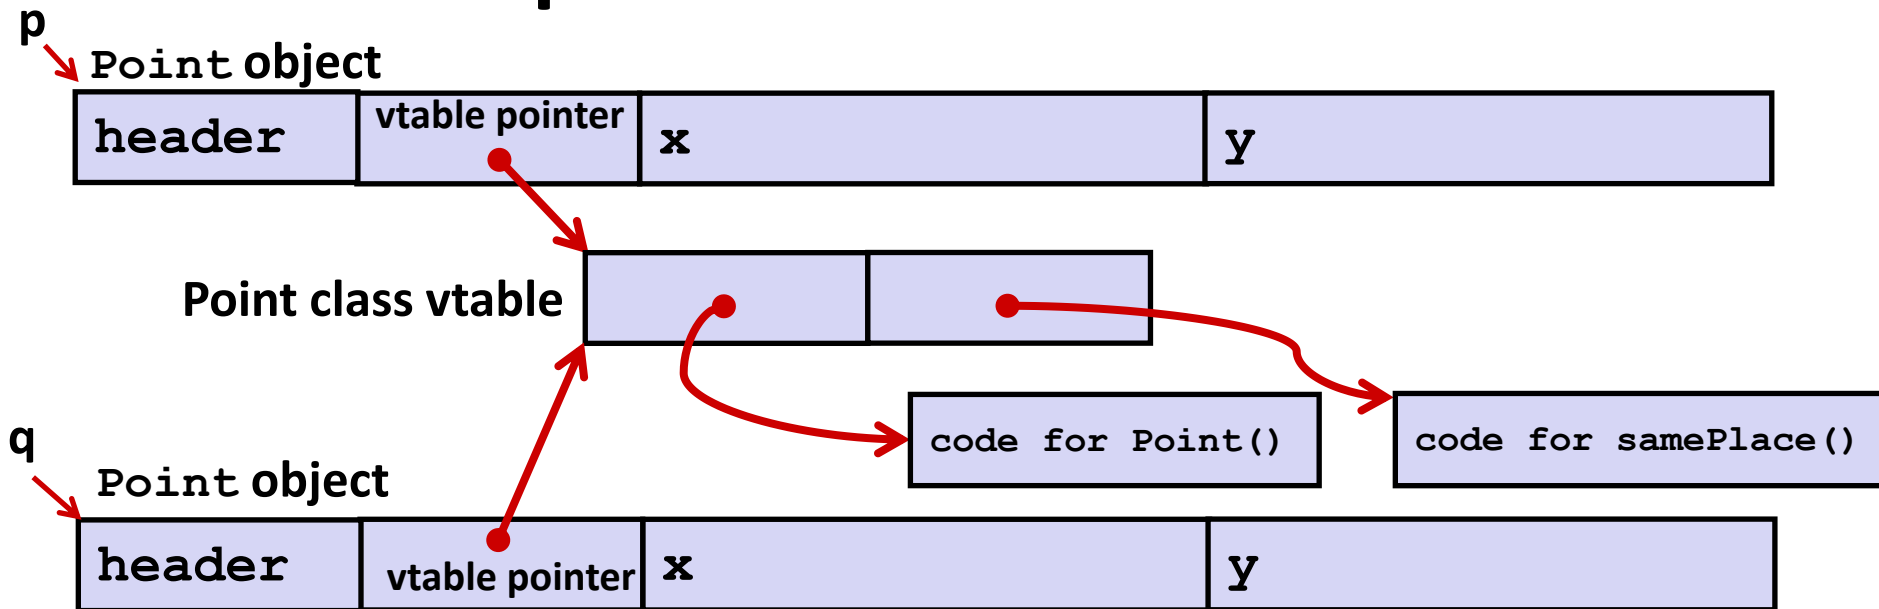 p
Point object
header vtable pointer x y
Point class vtable
code for Point() code for samePlace()
q
Point object
header vtable pointer x y